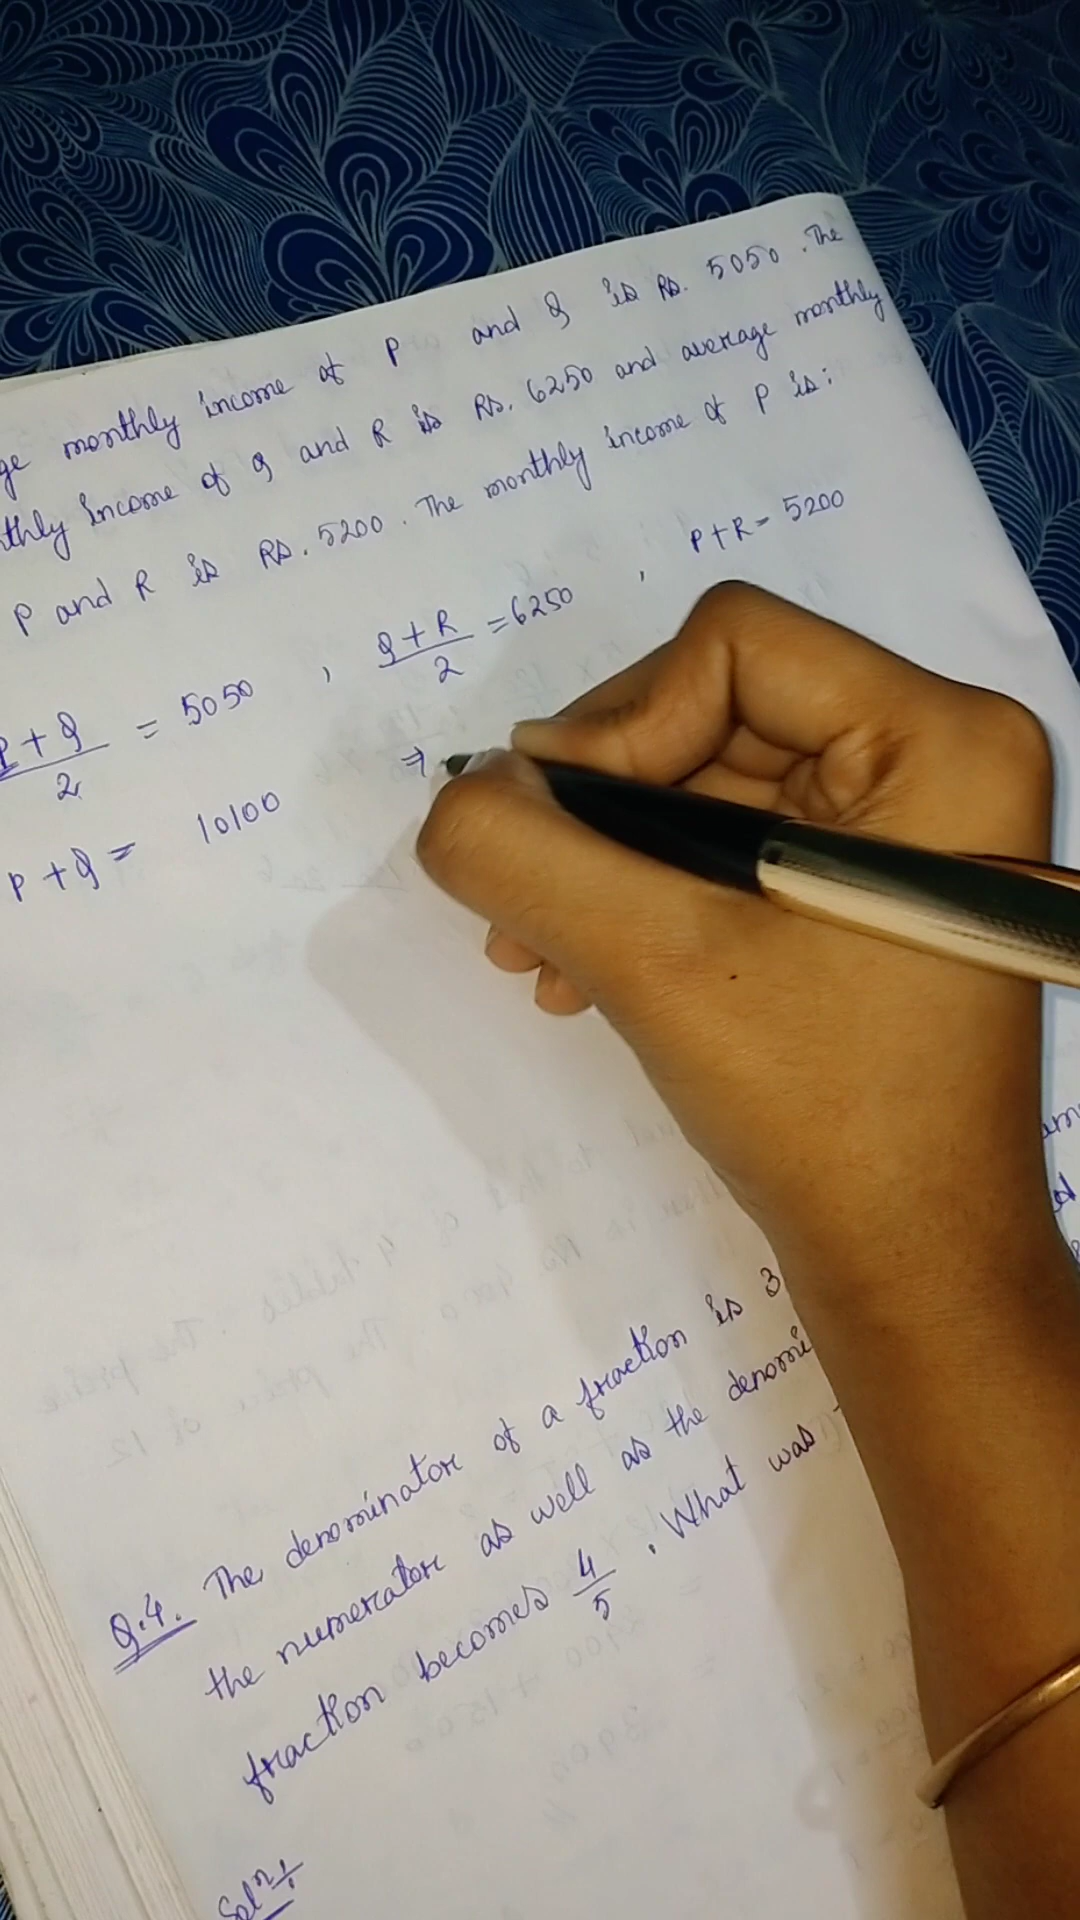 monthly income of P and Q is Rs. 5050. The
income of Q and R is Rs. 6250 and average monthly
P and R is Rs. 5200. The monthly income of P is:
P+Q/2 = 5050 , Q+R/2 = 6250 , P+R = 5200
P+Q = 10100 ⇒
Q.4. The denominator of a fraction is 3
the numerator as well as the
fraction becomes 4/5 . What was
Solⁿ: